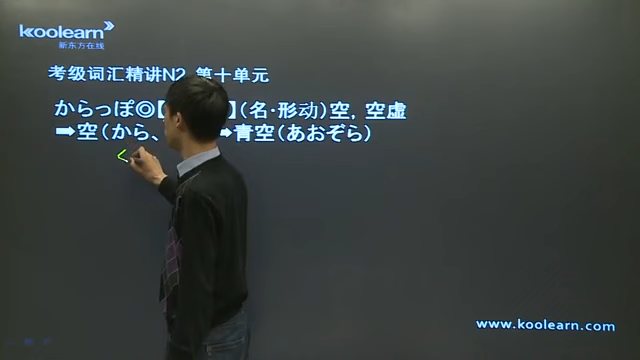 koolearn
新东方在线
考级词汇精讲N2 第十单元
からっぽ◎【 】(名·形动)空，空虚
➡空(から、 ➡青空(あおぞら)
く
www.koolearn.com